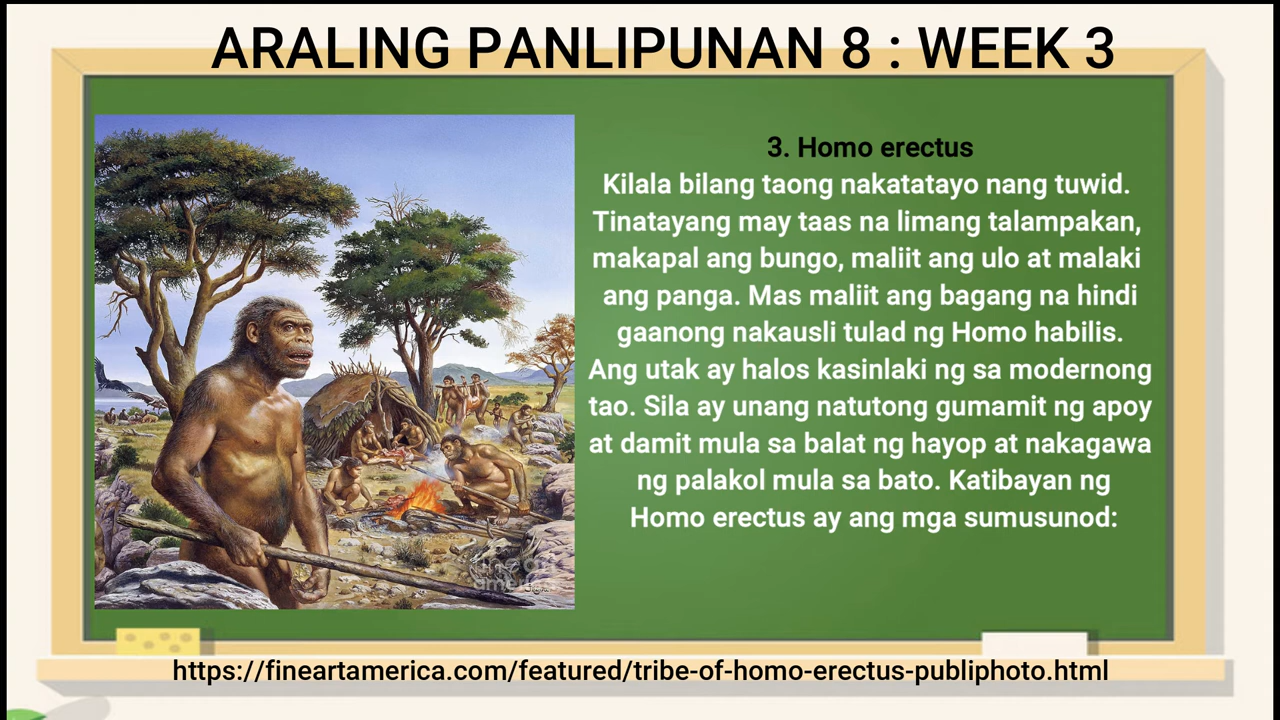 ARALING PANLIPUNAN 8 : WEEK 3
3. Homo erectus
Kilala bilang taong nakatatayo nang tuwid.
Tinatayang may taas na limang talampakan,
makapal ang bungo, maliit ang ulo at malaki
ang panga. Mas maliit ang bagang na hindi
gaanong nakausli tulad ng Homo habilis.
Ang utak ay halos kasinlaki ng sa modernong
tao. Sila ay unang natutong gumamit ng apoy
at damit mula sa balat ng hayop at nakagawa
ng palakol mula sa bato. Katibayan ng
Homo erectus ay ang mga sumusunod:
fine art
america
https://fineartamerica.com/featured/tribe-of-homo-erectus-publiphoto.html